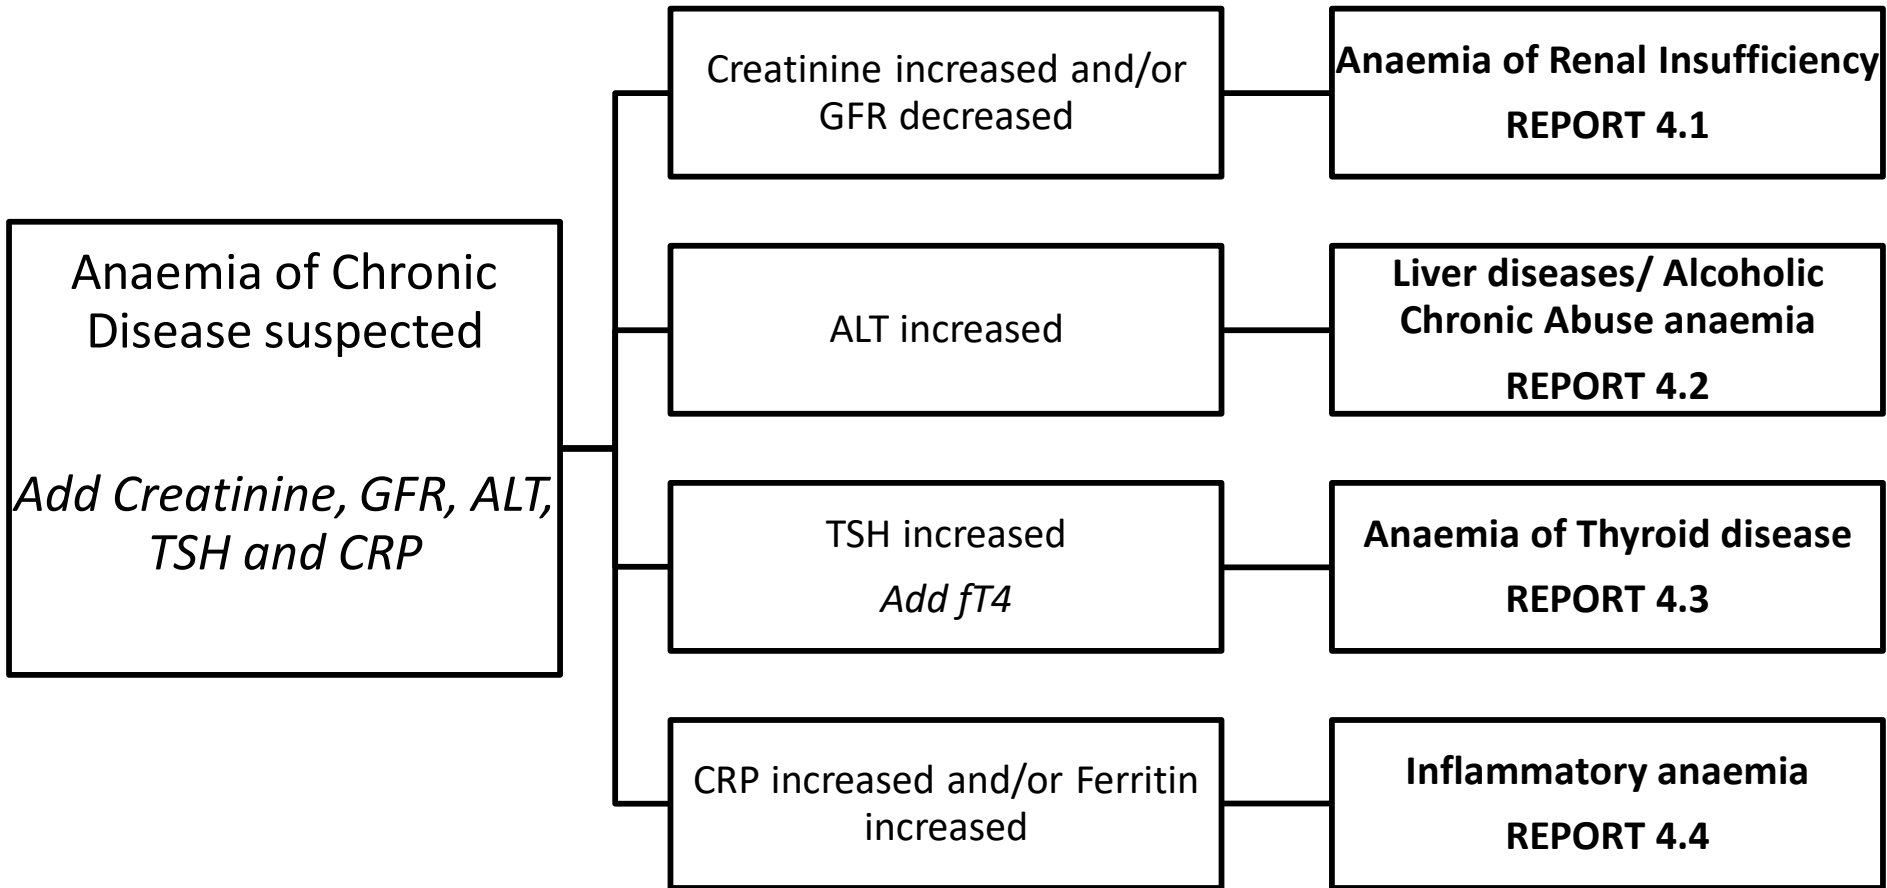 Anaemia of Chronic
Disease suspected
Add Creatinine, GFR, ALT,
TSH and CRP
Creatinine increased and/or
GFR decreased
Anaemia of Renal Insufficiency
REPORT 4.1
ALT increased
Liver diseases/ Alcoholic
Chronic Abuse anaemia
REPORT 4.2
TSH increased
Add fT4
Anaemia of Thyroid disease
REPORT 4.3
CRP increased and/or Ferritin
increased
Inflammatory anaemia
REPORT 4.4